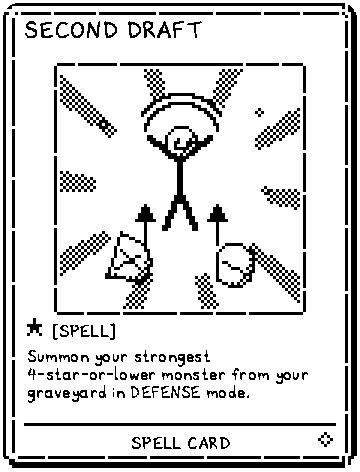 SECOND DRAFT
[SPELL]
Summon your strongest
4-star-or-lower monster from your
graveyard in DEFENSE mode.
SPELL CARD